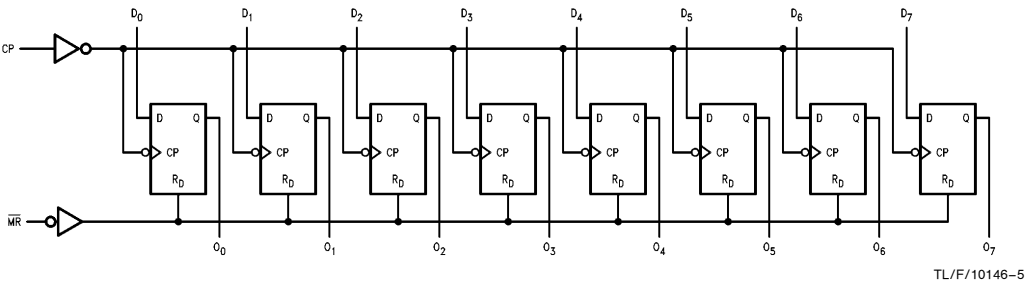 D0 D1 D2 D3 D4 D5 D6 D7
CP
D Q D Q D Q D Q D Q D Q D Q D Q
CP CP CP CP CP CP CP CP
RD RD RD RD RD RD RD RD
M̅R̅
O0 O1 O2 O3 O4 O5 O6 O7
TL/F/10146–5